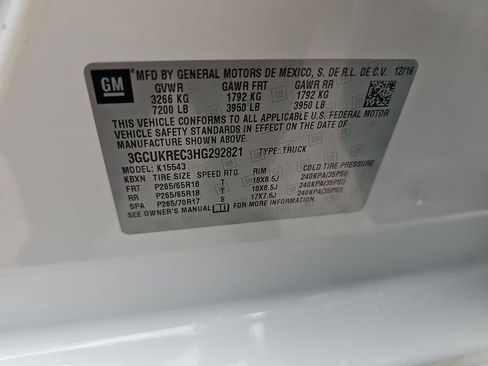 GM
MFD BY GENERAL MOTORS DE MEXICO, S. DE R.L. DE C.V. 12/16
GVWR GAWR FRT GAWR RR
3266 KG 1792 KG 1792 KG
7200 LB 3950 LB 3950 LB
THIS VEHICLE CONFORMS TO ALL APPLICABLE U.S. FEDERAL MOTOR
VEHICLE SAFETY STANDARDS IN EFFECT ON THE DATE OF
MANUFACTURE SHOWN ABOVE.
3GCUKREC3HG292821 TYPE: TRUCK
MODEL: K15543
KBXN TIRE SIZE SPEED RTG RIM COLD TIRE PRESSURE
FRT P265/65R18 T 18X8.5J 240KPA(35PSI)
RR P265/65R18 T 18X8.5J 240KPA(35PSI)
SPA P265/70R17 S 17X7.5J 240KPA(35PSI)
SEE OWNER'S MANUAL FOR MORE INFORMATION.